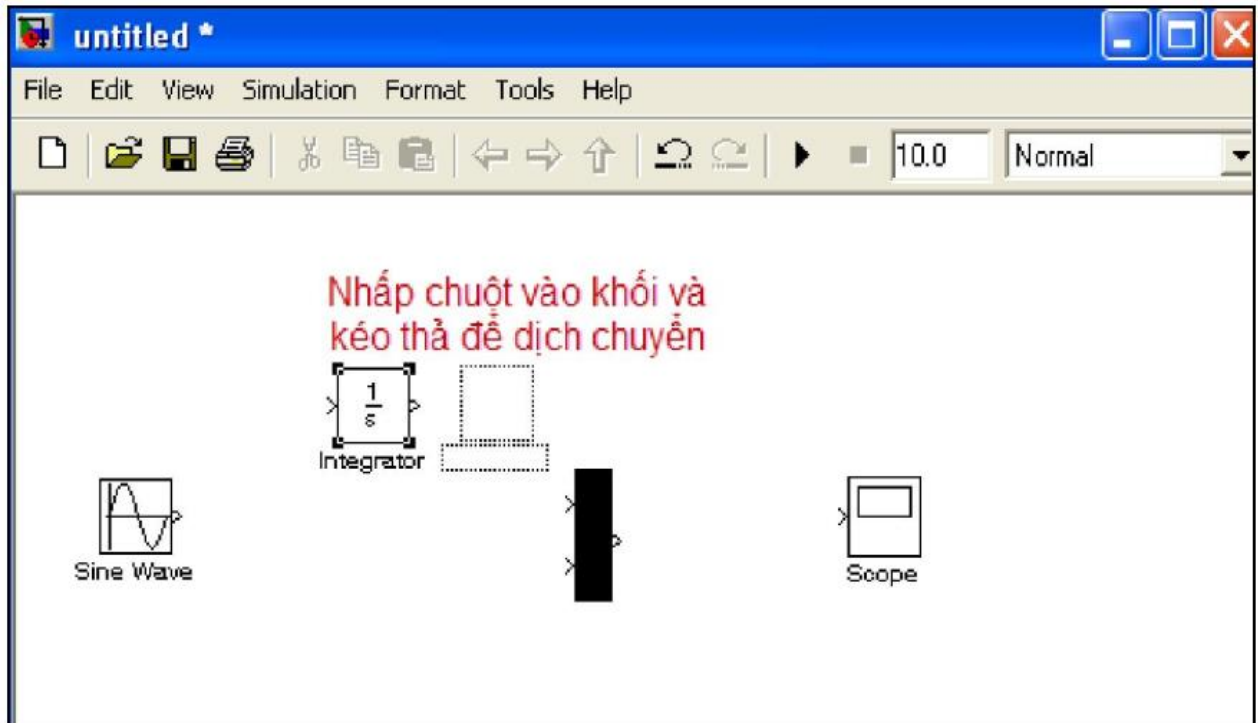 untitled *
File Edit View Simulation Format Tools Help
10.0 Normal
Nhấp chuột vào khối và
kéo thả để dịch chuyển
1
s
Integrator
Sine Wave
Scope